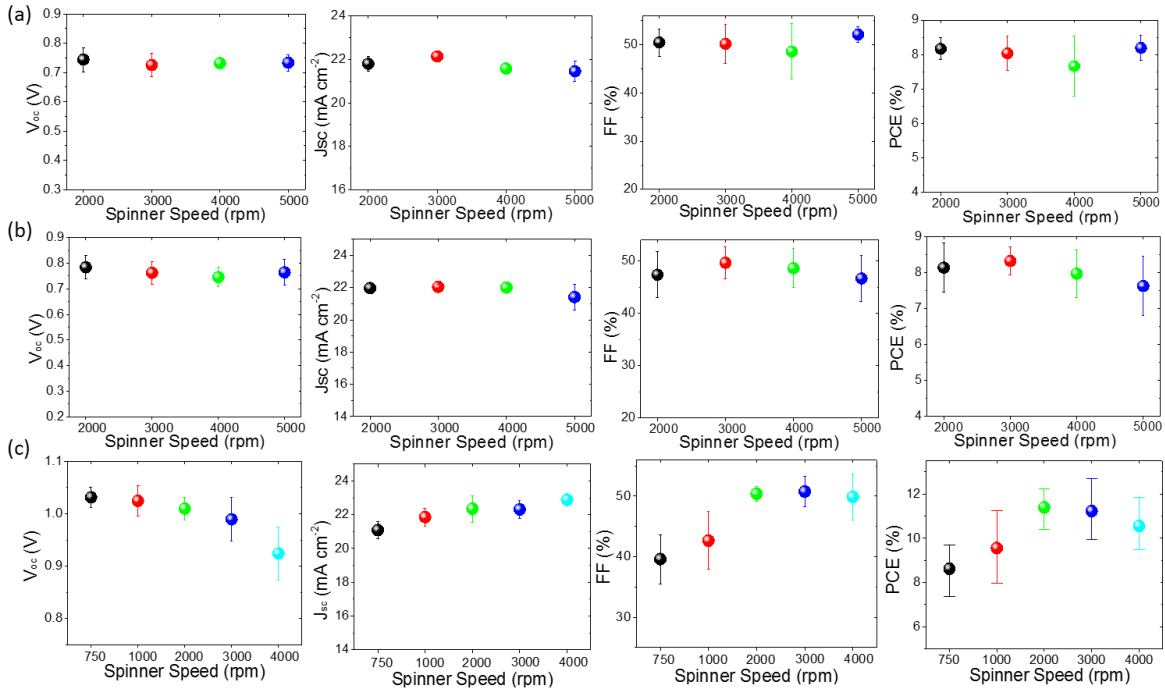 (a)
0.9
0.8
0.7
0.6
0.5
0.4
0.3
Voc (V)
2000 3000 4000 5000
Spinner Speed (rpm)
24
22
20
18
16
Jsc (mA cm-2)
2000 3000 4000 5000
Spinner Speed (rpm)
50
40
30
20
FF (%)
2000 3000 4000 5000
Spinner Speed (rpm)
9
8
7
6
5
4
PCE (%)
2000 3000 4000 5000
Spinner Speed (rpm)
(b)
0.9
0.8
0.7
0.6
0.5
0.4
0.3
0.2
Voc (V)
2000 3000 4000 5000
Spinner Speed (rpm)
24
22
20
18
16
14
Jsc (mA cm-2)
2000 3000 4000 5000
Spinner Speed (rpm)
50
40
30
20
FF (%)
2000 3000 4000 5000
Spinner Speed (rpm)
9
8
7
6
5
4
PCE (%)
2000 3000 4000 5000
Spinner Speed (rpm)
(c)
1.1
1.0
0.9
0.8
Voc (V)
750 1000 2000 3000 4000
Spinner Speed (rpm)
24
22
20
18
16
14
Jsc (mA cm-2)
750 1000 2000 3000 4000
Spinner Speed (rpm)
50
40
30
FF (%)
750 1000 2000 3000 4000
Spinner Speed (rpm)
12
10
8
6
PCE (%)
750 1000 2000 3000 4000
Spinner Speed (rpm)